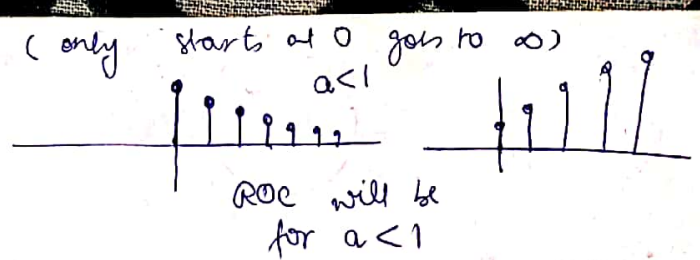 ( only starts at 0 goes to ∞)
a<1
ROC will be
for a<1